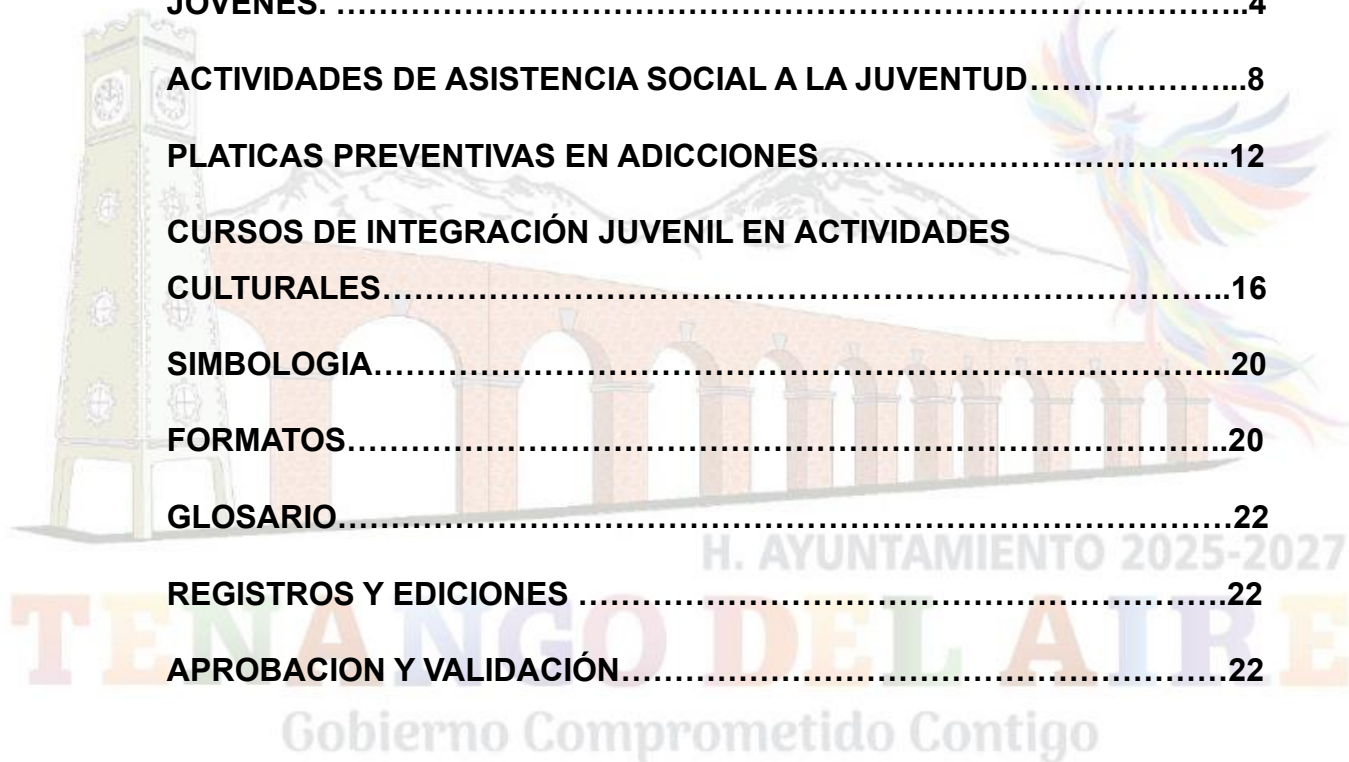 JÓVENES. ……………………………………………………………………………..4
ACTIVIDADES DE ASISTENCIA SOCIAL A LA JUVENTUD………………...8
PLATICAS PREVENTIVAS EN ADICCIONES………….……………………..12
CURSOS DE INTEGRACIÓN JUVENIL EN ACTIVIDADES
CULTURALES……………………………………………………………………..16
SIMBOLOGIA……………………………………………………………………...20
FORMATOS………………………………………………………………………..20
GLOSARIO…………………………………………………………………………22
H. AYUNTAMIENTO 2025-2027
REGISTROS Y EDICIONES …………………………………………………….22
TENANGO DEL AIRE
APROBACION Y VALIDACIÓN………………………………………………….22
Gobierno Comprometido Contigo